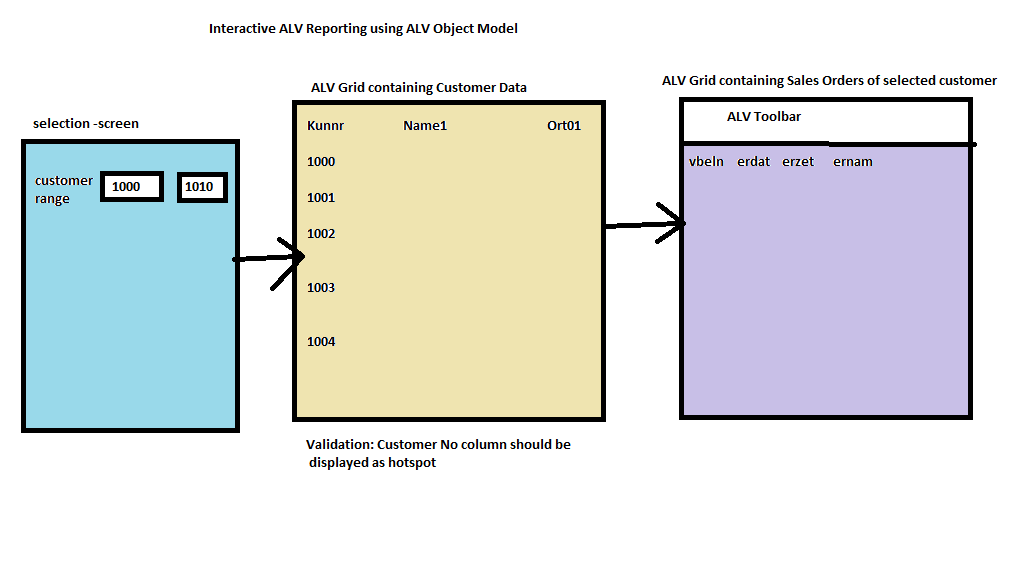 Interactive ALV Reporting using ALV Object Model
selection -screen
customer range
1000
1010
ALV Grid containing Customer Data
Kunnr Name1 Ort01
1000
1001
1002
1003
1004
Validation: Customer No column should be
displayed as hotspot
ALV Grid containing Sales Orders of selected customer
ALV Toolbar
vbeln erdat erzet ernam